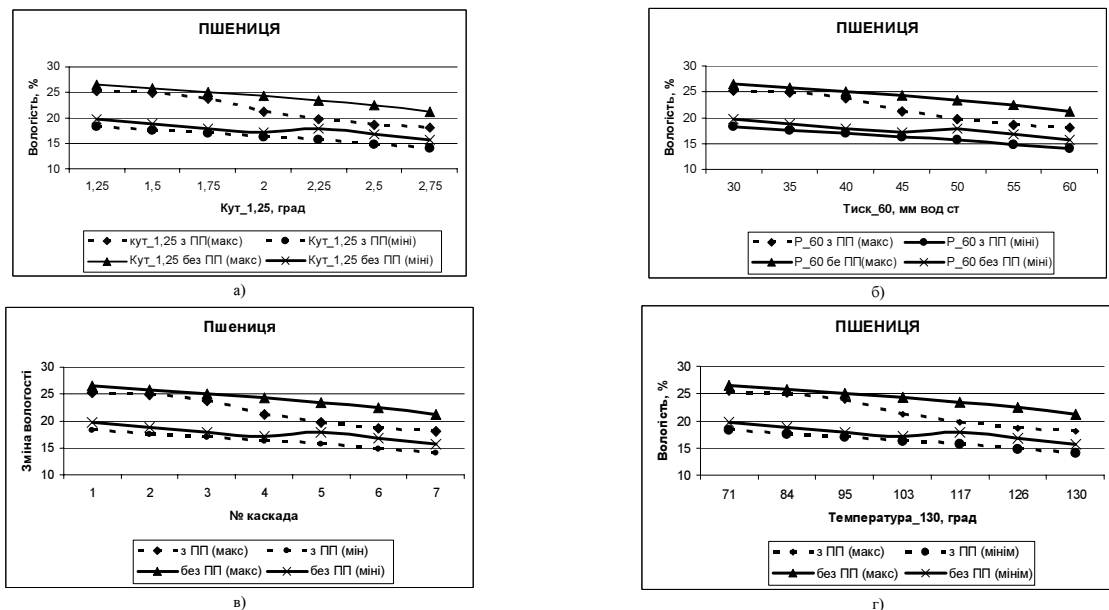 ПШЕНИЦЯ
Вологість, %
30
25
20
15
10
1,25 1,5 1,75 2 2,25 2,5 2,75
Кут_1,25, град
кут_1,25 з ПП(макс) Кут_1,25 з ПП (міні)
Кут_1,25 без ПП (макс) Кут_1,25 без ПП (міні)
а)
ПШЕНИЦЯ
Вологість, %
30
25
20
15
10
30 35 40 45 50 55 60
Тиск_60, мм вод ст
Р_60 з ПП (макс) Р_60 з ПП (міні)
Р_60 бе ПП(макс) Р_60 без ПП (міні)
б)
Пшениця
Зміна вологості
30
25
20
15
10
1 2 3 4 5 6 7
№ каскада
з ПП (макс) з ПП (мін)
без ПП (макс) без ПП (міні)
в)
ПШЕНИЦЯ
Вологість, %
30
25
20
15
10
71 84 95 103 117 126 130
Температура_130, град
з ПП (макс) з ПП (мінім)
без ПП (макс) без ПП (мінім)
г)